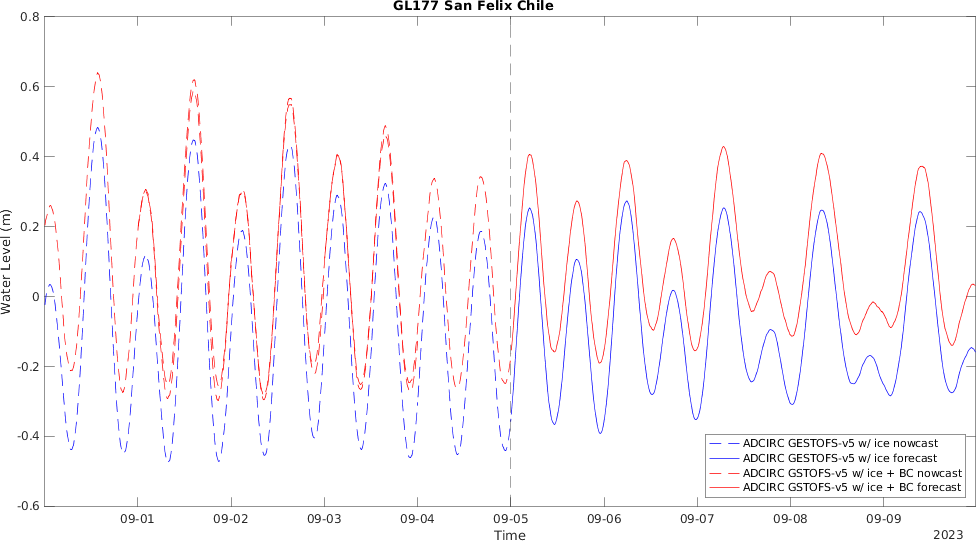 GL177 San Felix Chile
0.8
0.6
0.4
0.2
0
-0.2
-0.4
-0.6
Water Level (m)
ADCIRC GESTOFS-v5 w/ ice nowcast
ADCIRC GESTOFS-v5 w/ ice forecast
ADCIRC GSTOFS-v5 w/ ice + BC nowcast
ADCIRC GSTOFS-v5 w/ ice + BC forecast
09-01 09-02 09-03 09-04 09-05 09-06 09-07 09-08 09-09
Time
2023